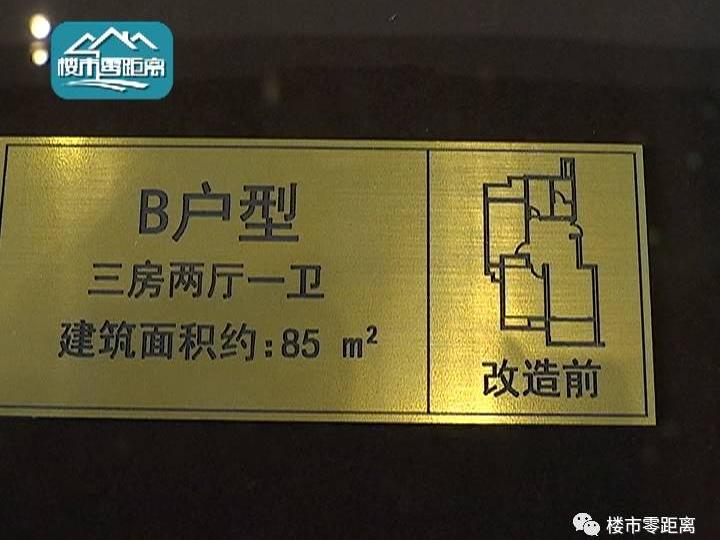 楼市零距离
B户型
三房两厅一卫
建筑面积约:85 m²
改造前
楼市零距离